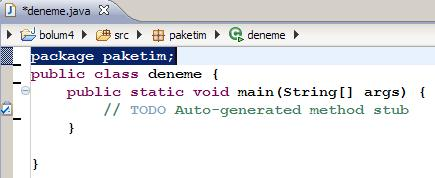 *deneme.java
bolum4 src paketim deneme
package paketim;
public class deneme {
public static void main(String[] args) {
// TODO Auto-generated method stub
}
}